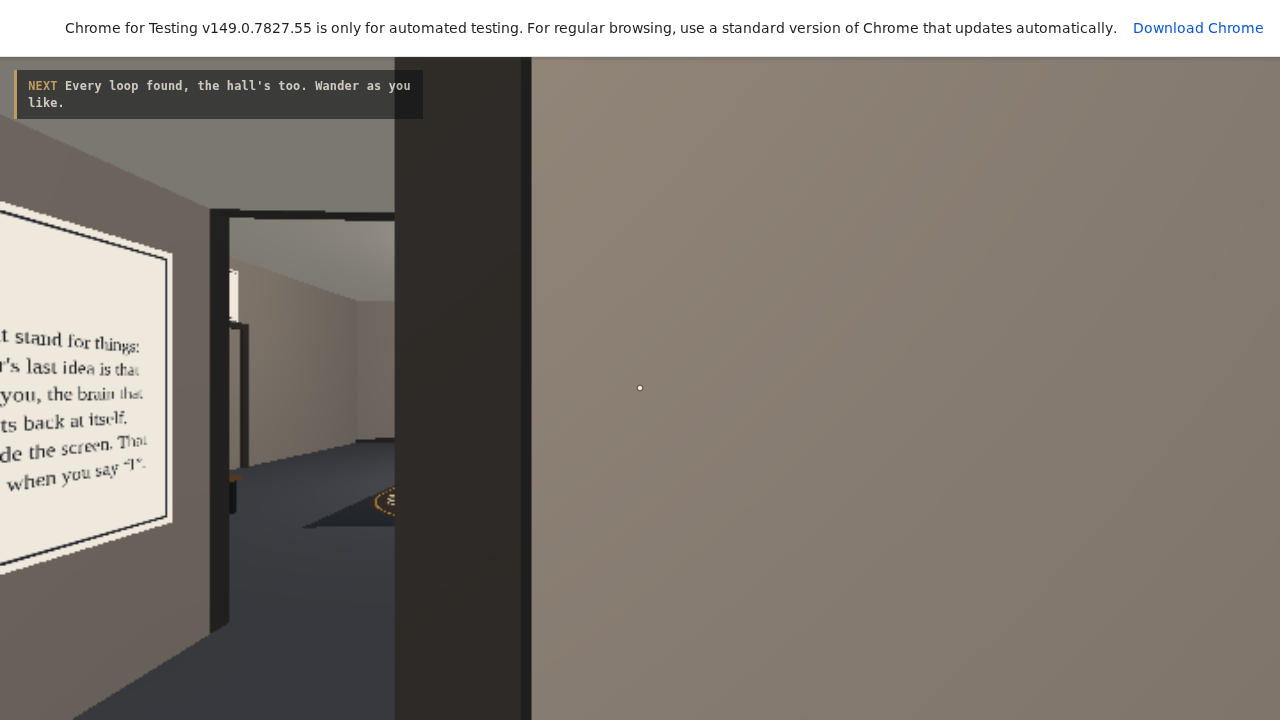 Chrome for Testing v149.0.7827.55 is only for automated testing. For regular browsing, use a standard version of Chrome that updates automatically. Download Chrome
NEXT Every loop found, the hall's too. Wander as you
like.
t stand for things:
r's last idea is that
you, the brain that
ts back at itself.
de the screen. That
when you say "I".